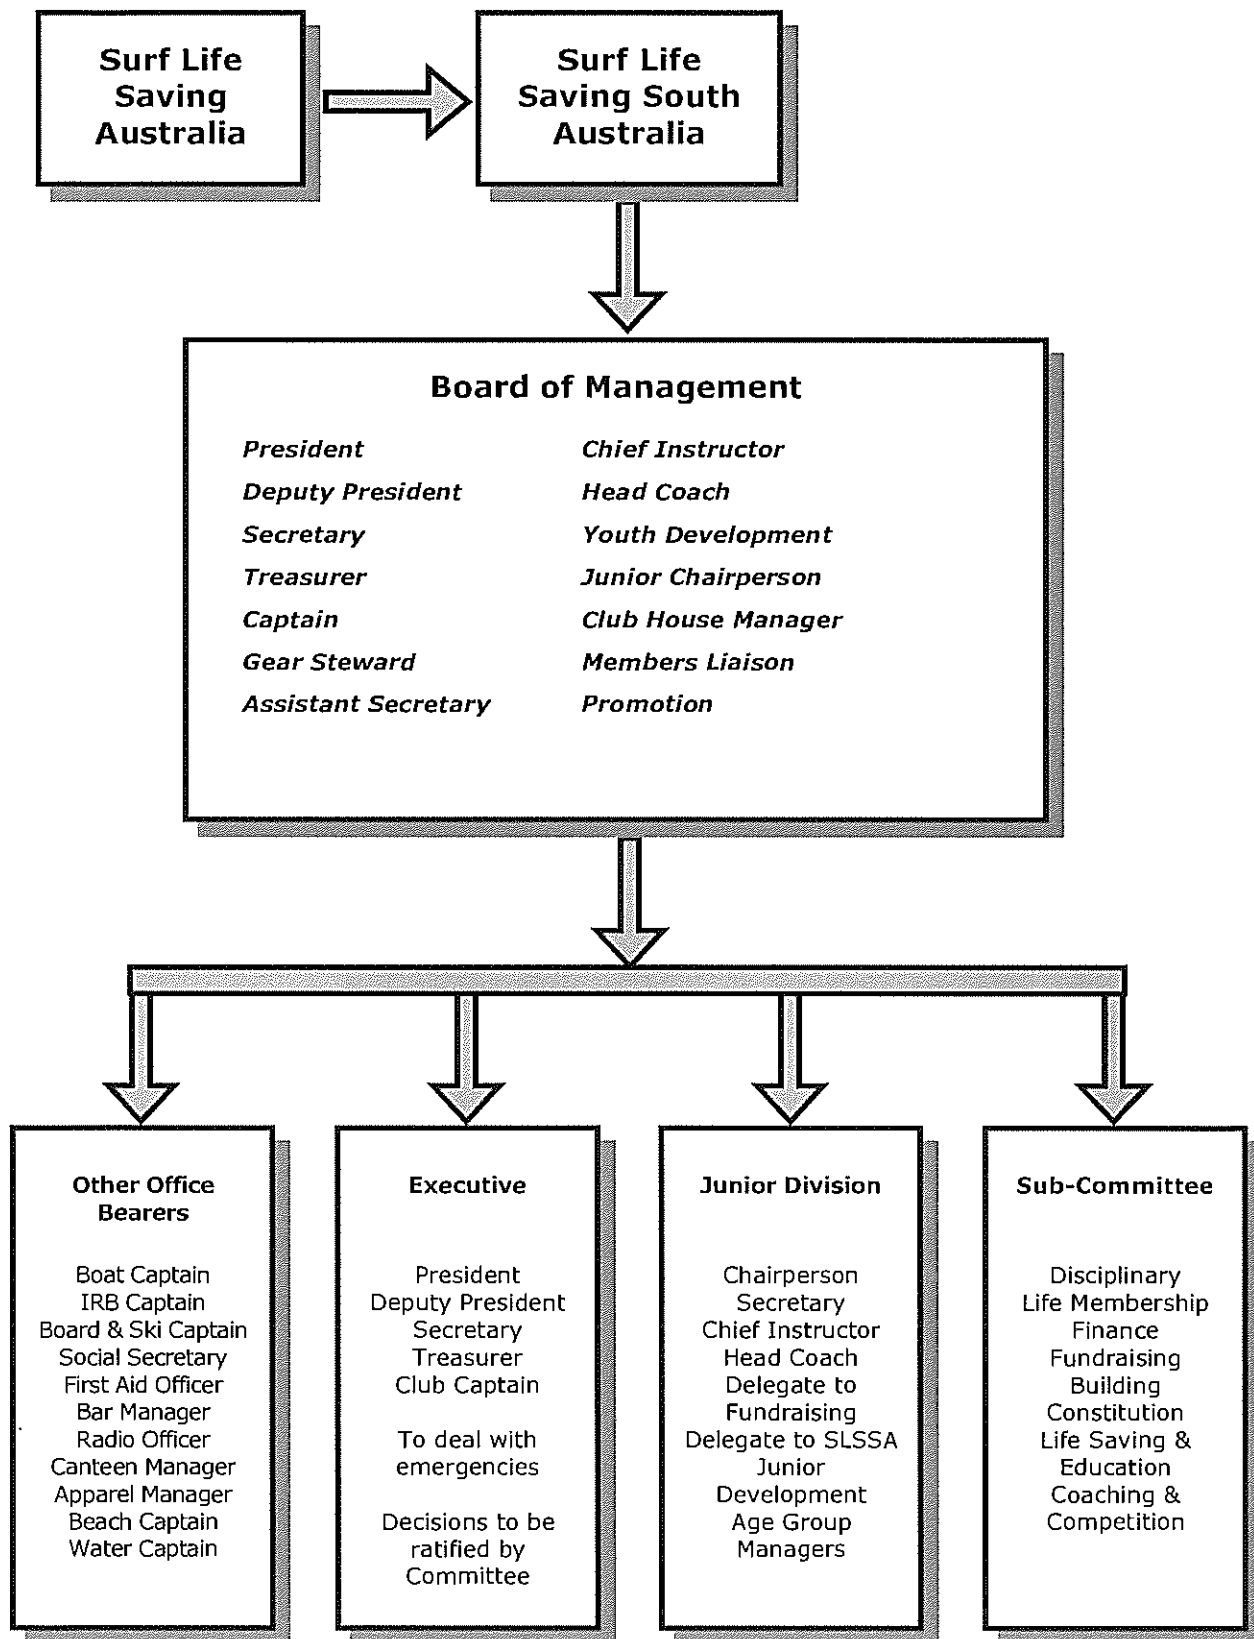 Surf Life
Saving
Australia
Surf Life
Saving South
Australia
Board of Management
President
Deputy President
Secretary
Treasurer
Captain
Gear Steward
Assistant Secretary
Chief Instructor
Head Coach
Youth Development
Junior Chairperson
Club House Manager
Members Liaison
Promotion
Other Office
Bearers
Boat Captain
IRB Captain
Board & Ski Captain
Social Secretary
First Aid Officer
Bar Manager
Radio Officer
Canteen Manager
Apparel Manager
Beach Captain
Water Captain
Executive
President
Deputy President
Secretary
Treasurer
Club Captain
To deal with
emergencies
Decisions to be
ratified by
Committee
Junior Division
Chairperson
Secretary
Chief Instructor
Head Coach
Delegate to
Fundraising
Delegate to SLSSA
Junior
Development
Age Group
Managers
Sub-Committee
Disciplinary
Life Membership
Finance
Fundraising
Building
Constitution
Life Saving &
Education
Coaching &
Competition